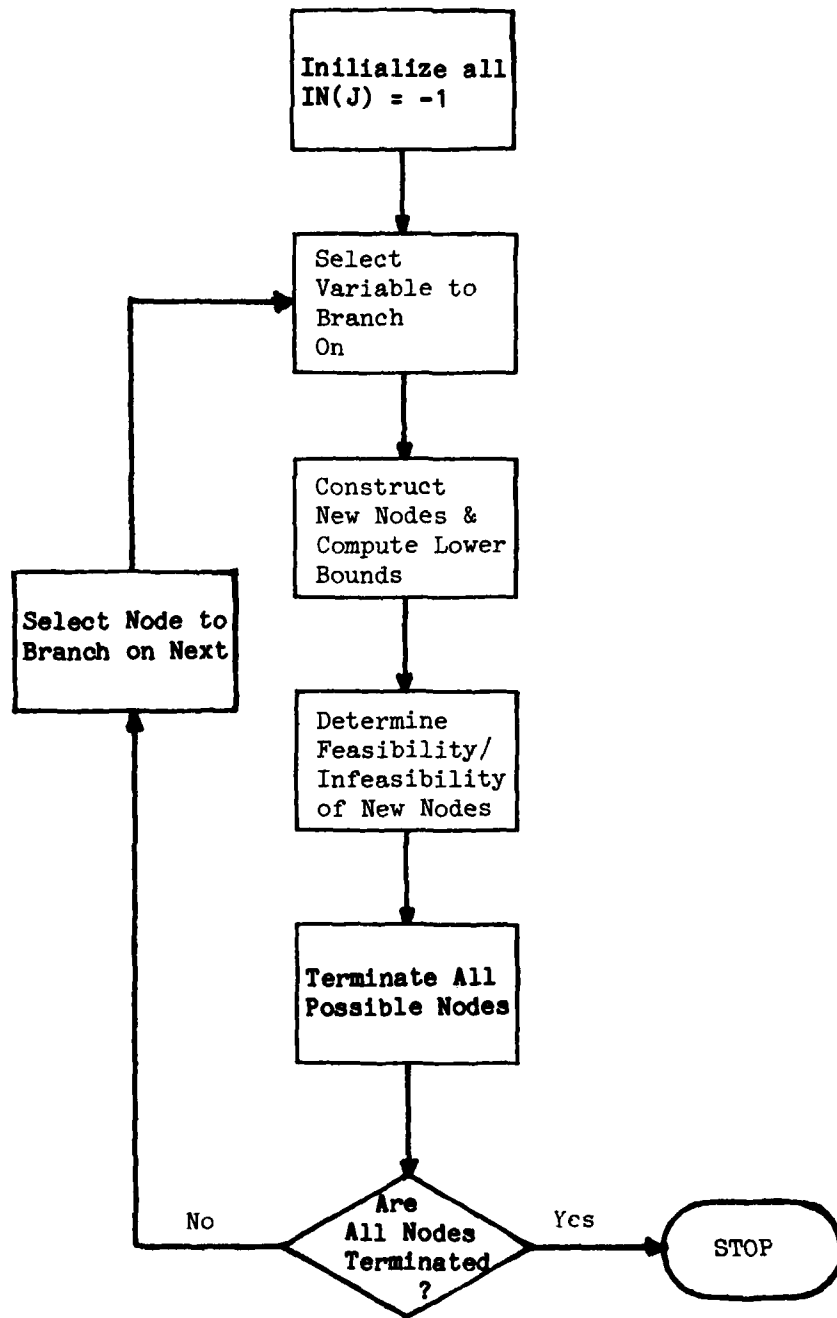 Inilialize all
IN(J) = -1
Select
Variable to
Branch
On
Construct
New Nodes &
Compute Lower
Bounds
Select Node to
Branch on Next
Determine
Feasibility/
Infeasibility
of New Nodes
Terminate All
Possible Nodes
Are
All Nodes
Terminated
?
No
Yes
STOP